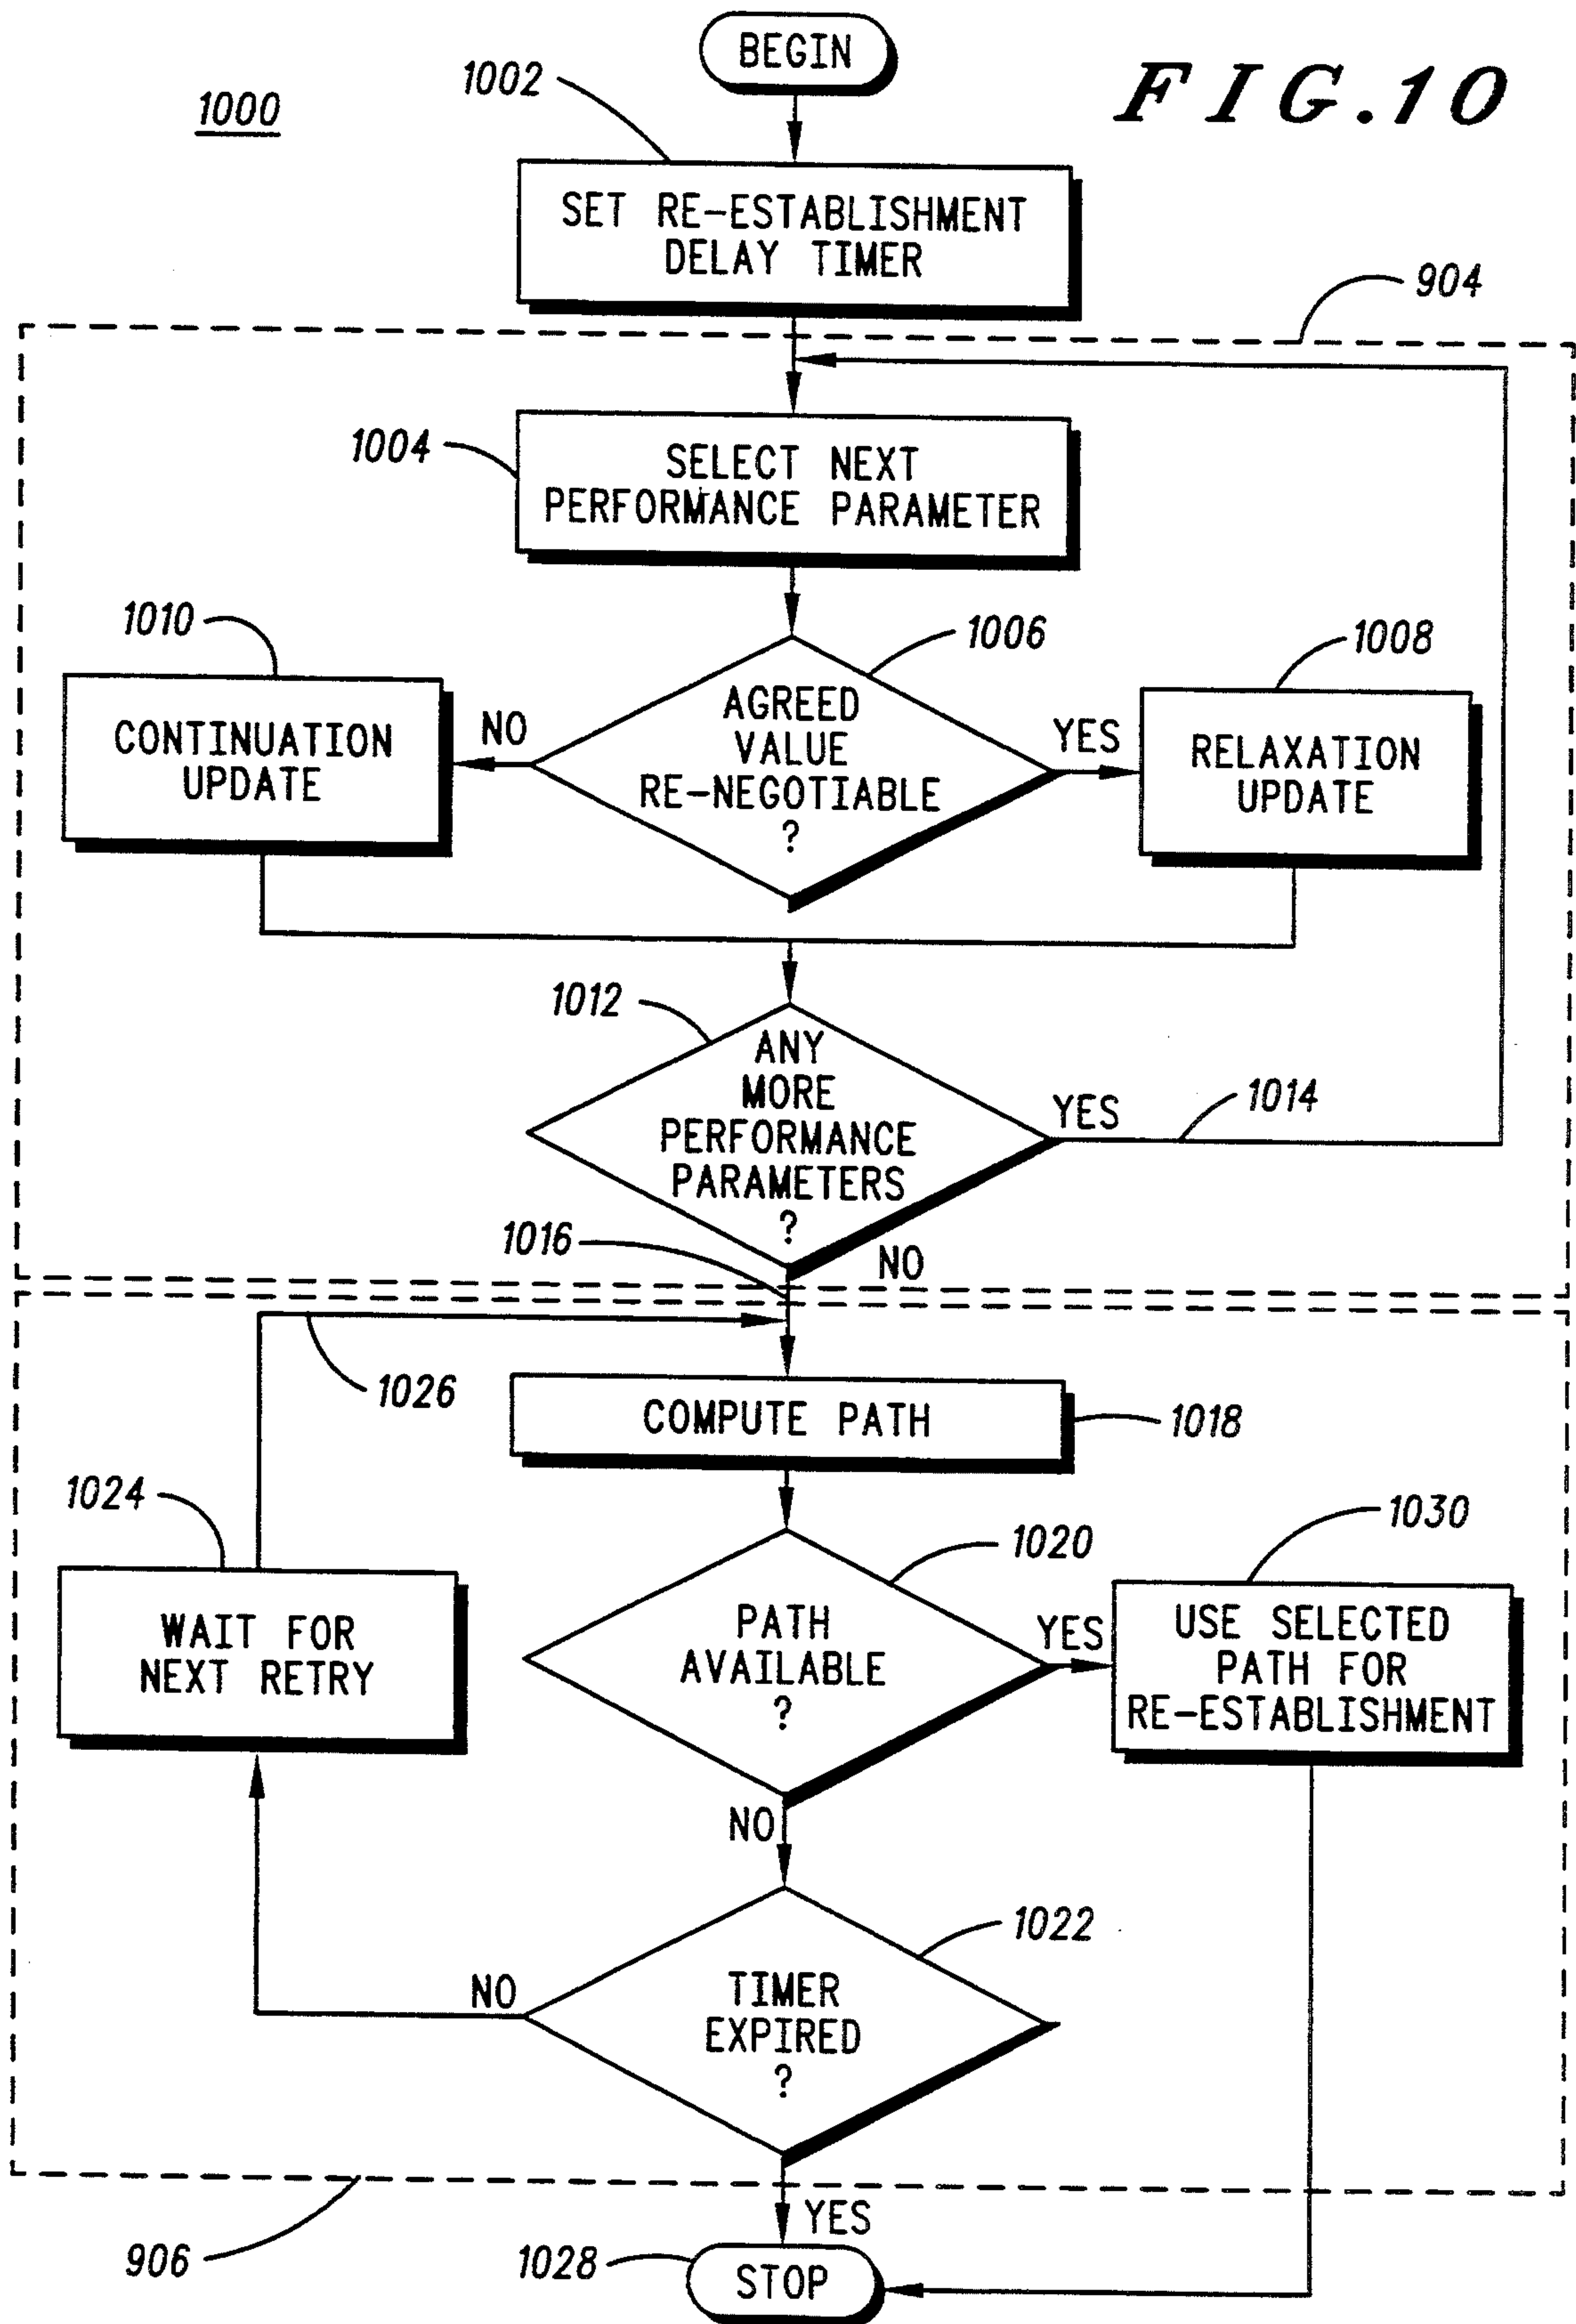 BEGIN
FIG.10
1000
1002
SET RE-ESTABLISHMENT
DELAY TIMER
904
1004
SELECT NEXT
PERFORMANCE PARAMETER
1010
1006
1008
CONTINUATION
UPDATE
NO
AGREED
VALUE
RE-NEGOTIABLE
?
YES
RELAXATION
UPDATE
1012
ANY
MORE
PERFORMANCE
PARAMETERS
?
YES
1014
1016
NO
1026
COMPUTE PATH
1018
1024
1020
1030
WAIT FOR
NEXT RETRY
PATH
AVAILABLE
?
YES
USE SELECTED
PATH FOR
RE-ESTABLISHMENT
NO
1022
NO
TIMER
EXPIRED
?
YES
906
1028
STOP